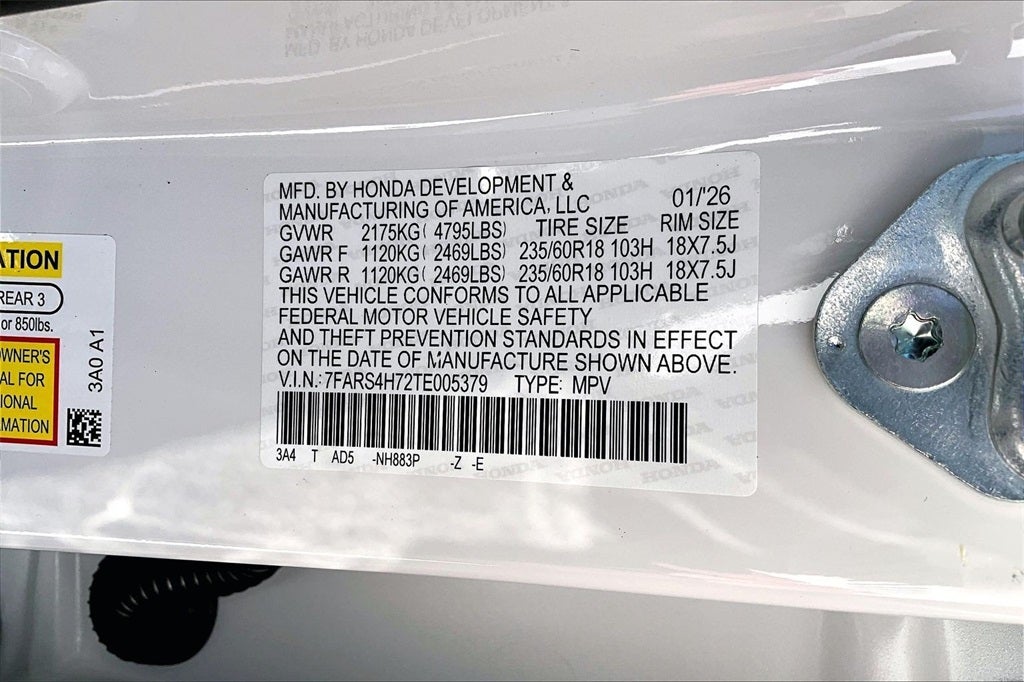 MFD. BY HONDA DEVELOPMENT &
MANUFACTURING OF AMERICA, LLC 01/'26
GVWR 2175KG( 4795LBS) TIRE SIZE RIM SIZE
GAWR F 1120KG( 2469LBS) 235/60R18 103H 18X7.5J
GAWR R 1120KG( 2469LBS) 235/60R18 103H 18X7.5J
THIS VEHICLE CONFORMS TO ALL APPLICABLE
FEDERAL MOTOR VEHICLE SAFETY
AND THEFT PREVENTION STANDARDS IN EFFECT
ON THE DATE OF MANUFACTURE SHOWN ABOVE.
V.I.N.: 7FARS4H72TE005379 TYPE: MPV
3A4 T AD5 -NH883P -Z -E
ATION
REAR 3
or 850lbs.
OWNER'S
AL FOR
IONAL
MATION
3A0 A1